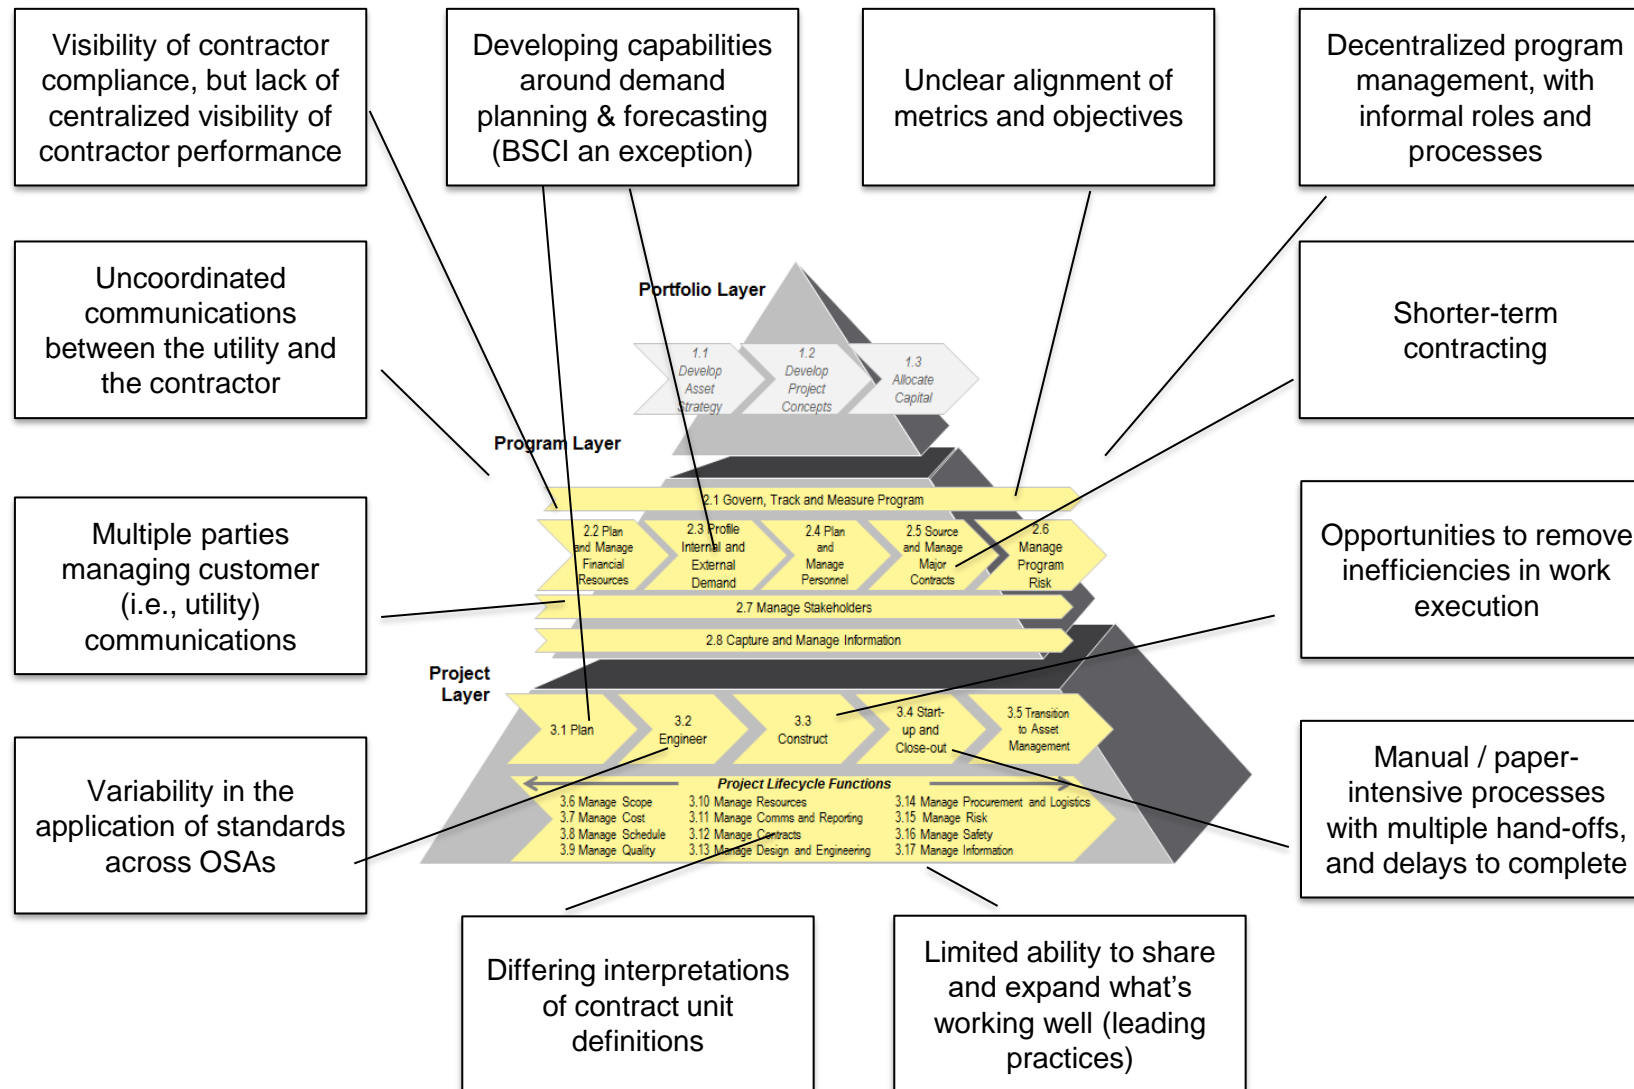 Visibility of contractor
compliance, but lack of
centralized visibility of
contractor performance
Developing capabilities
around demand
planning & forecasting
(BSCI an exception)
Unclear alignment of
metrics and objectives
Decentralized program
management, with
informal roles and
processes
Uncoordinated
communications
between the utility and
the contractor
Shorter-term
contracting
Multiple parties
managing customer
(i.e., utility)
communications
Opportunities to remove
inefficiencies in work
execution
Variability in the
application of standards
across OSAs
Manual / paper-
intensive processes
with multiple hand-offs,
and delays to complete
Differing interpretations
of contract unit
definitions
Limited ability to share
and expand what’s
working well (leading
practices)
Portfolio Layer
1.1
Develop
Asset
Strategy
1.2
Develop
Project
Concepts
1.3
Allocate
Capital
Program Layer
2.1 Govern, Track and Measure Program
2.2 Plan
and Manage
Financial
Resources
2.3 Profile
Internal and
External
Demand
2.4 Plan
and
Manage
Personnel
2.5 Source
and Manage
Major
Contracts
2.6
Manage
Program
Risk
2.7 Manage Stakeholders
2.8 Capture and Manage Information
Project
Layer
3.1 Plan
3.2
Engineer
3.3
Construct
3.4 Start-
up and
Close-out
3.5 Transition
to Asset
Management
Project Lifecycle Functions
3.6 Manage Scope
3.7 Manage Cost
3.8 Manage Schedule
3.9 Manage Quality
3.10 Manage Resources
3.11 Manage Comms and Reporting
3.12 Manage Contracts
3.13 Manage Design and Engineering
3.14 Manage Procurement and Logistics
3.15 Manage Risk
3.16 Manage Safety
3.17 Manage Information